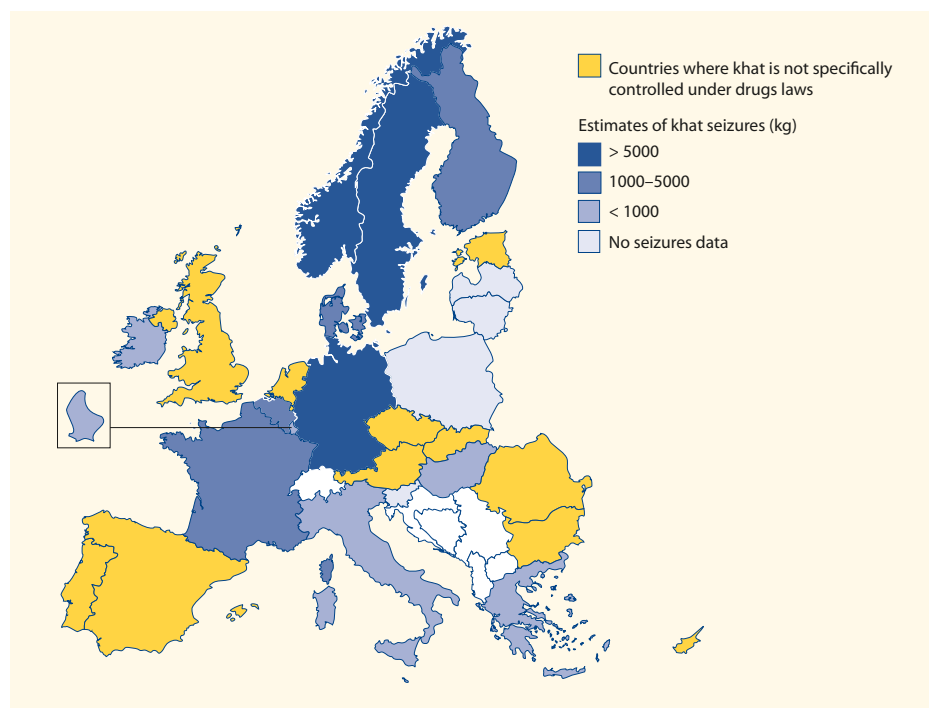 Countries where khat is not specifically
controlled under drugs laws
Estimates of khat seizures (kg)
> 5000
1000–5000
< 1000
No seizures data